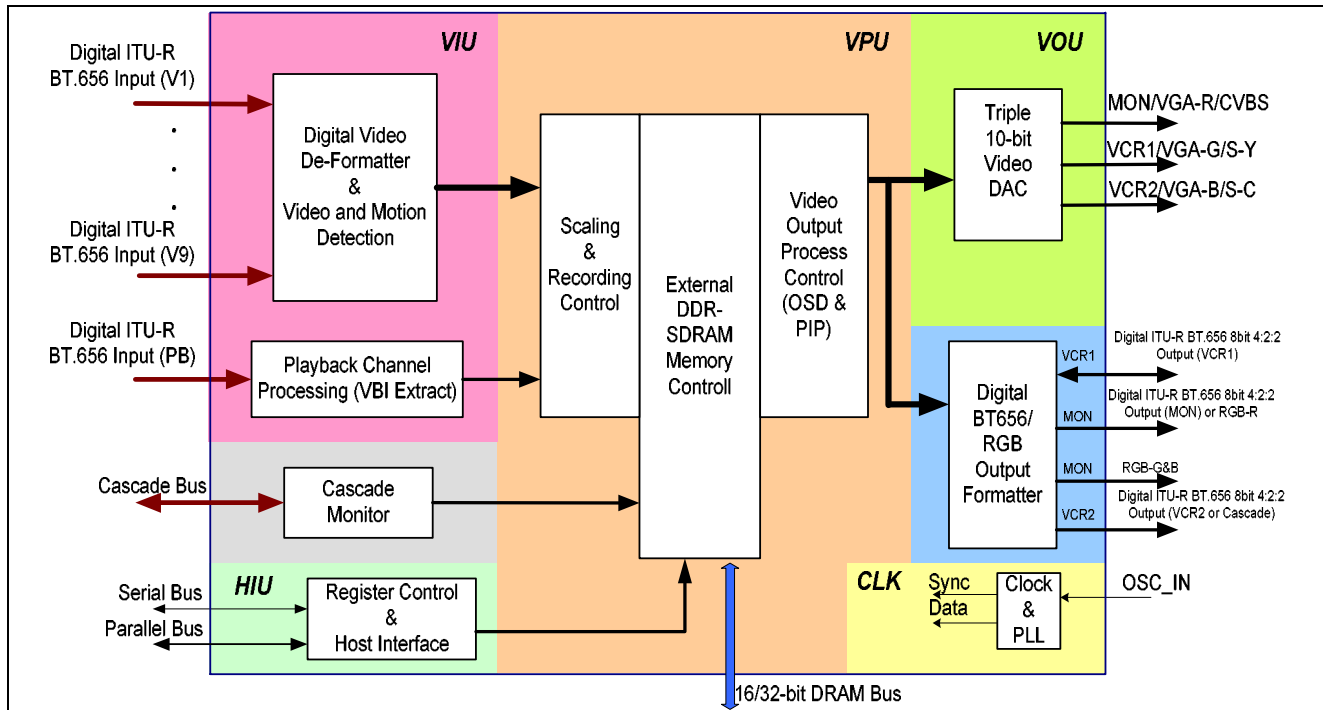 VIU
VPU
VOU
Digital ITU-R
BT.656 Input (V1)
.
.
.
.
Digital ITU-R
BT.656 Input (V9)
Digital ITU-R
BT.656 Input (PB)
Digital Video
De-Formatter
&
Video and Motion
Detection
Playback Channel
Processing (VBI Extract)
Scaling
&
Recording
Control
External
DDR-
SDRAM
Memory
Controll
Video
Output
Process
Control
(OSD &
PIP)
Triple
10-bit
Video
DAC
MON/VGA-R/CVBS
VCR1/VGA-G/S-Y
VCR2/VGA-B/S-C
Digital
BT656/
RGB
Output
Formatter
VCR1
Digital ITU-R BT.656 8bit 4:2:2
Output (VCR1)
MON
Digital ITU-R BT.656 8bit 4:2:2
Output (MON) or RGB-R
MON
RGB-G&B
VCR2
Digital ITU-R BT.656 8bit 4:2:2
Output (VCR2 or Cascade)
Cascade Bus
Cascade
Monitor
HIU
Serial Bus
Parallel Bus
Register Control
&
Host Interface
CLK
Sync
Data
Clock
&
PLL
OSC_IN
16/32-bit DRAM Bus